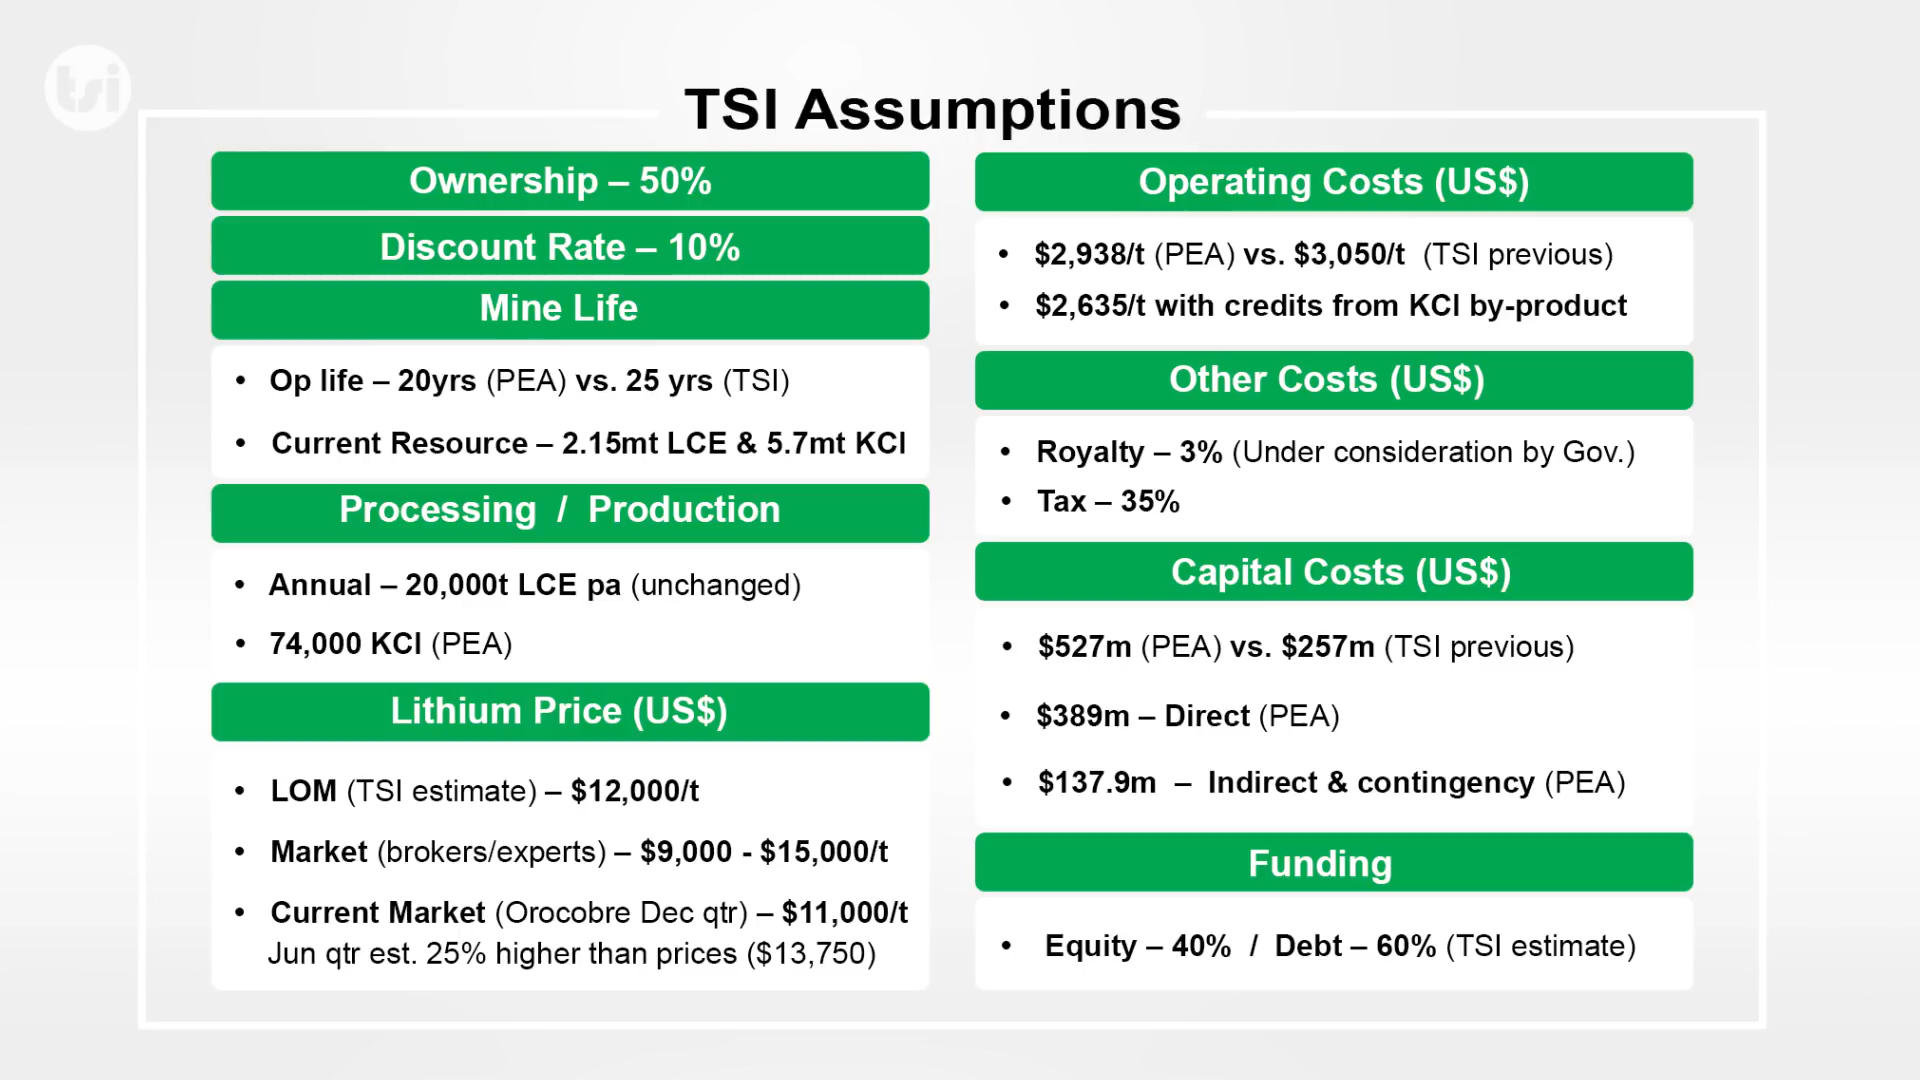 tsi
TSI Assumptions
Ownership – 50%
Discount Rate – 10%
Mine Life
• Op life – 20yrs (PEA) vs. 25 yrs (TSI)
• Current Resource – 2.15mt LCE & 5.7mt KCI
Processing / Production
• Annual – 20,000t LCE pa (unchanged)
• 74,000 KCI (PEA)
Lithium Price (US$)
• LOM (TSI estimate) – $12,000/t
• Market (brokers/experts) – $9,000 - $15,000/t
• Current Market (Orocobre Dec qtr) – $11,000/t
Jun qtr est. 25% higher than prices ($13,750)
Operating Costs (US$)
• $2,938/t (PEA) vs. $3,050/t (TSI previous)
• $2,635/t with credits from KCI by-product
Other Costs (US$)
• Royalty – 3% (Under consideration by Gov.)
• Tax – 35%
Capital Costs (US$)
• $527m (PEA) vs. $257m (TSI previous)
• $389m – Direct (PEA)
• $137.9m – Indirect & contingency (PEA)
Funding
• Equity – 40% / Debt – 60% (TSI estimate)